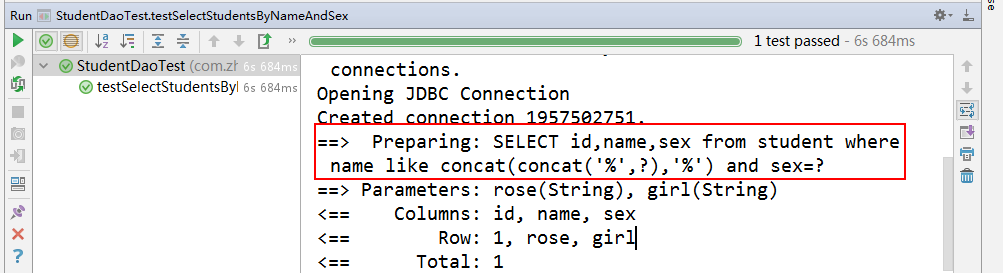 Run StudentDaoTest.testSelectStudentsByNameAndSex
1 test passed - 6s 684ms
StudentDaoTest (com.zh 6s 684ms
testSelectStudentsByI 6s 684ms
connections.
Opening JDBC Connection
Created connection 1957502751.
==>  Preparing: SELECT id,name,sex from student where
name like concat(concat('%',?),'%') and sex=?
==> Parameters: rose(String), girl(String)
<==    Columns: id, name, sex
<==        Row: 1, rose, girl
<==      Total: 1